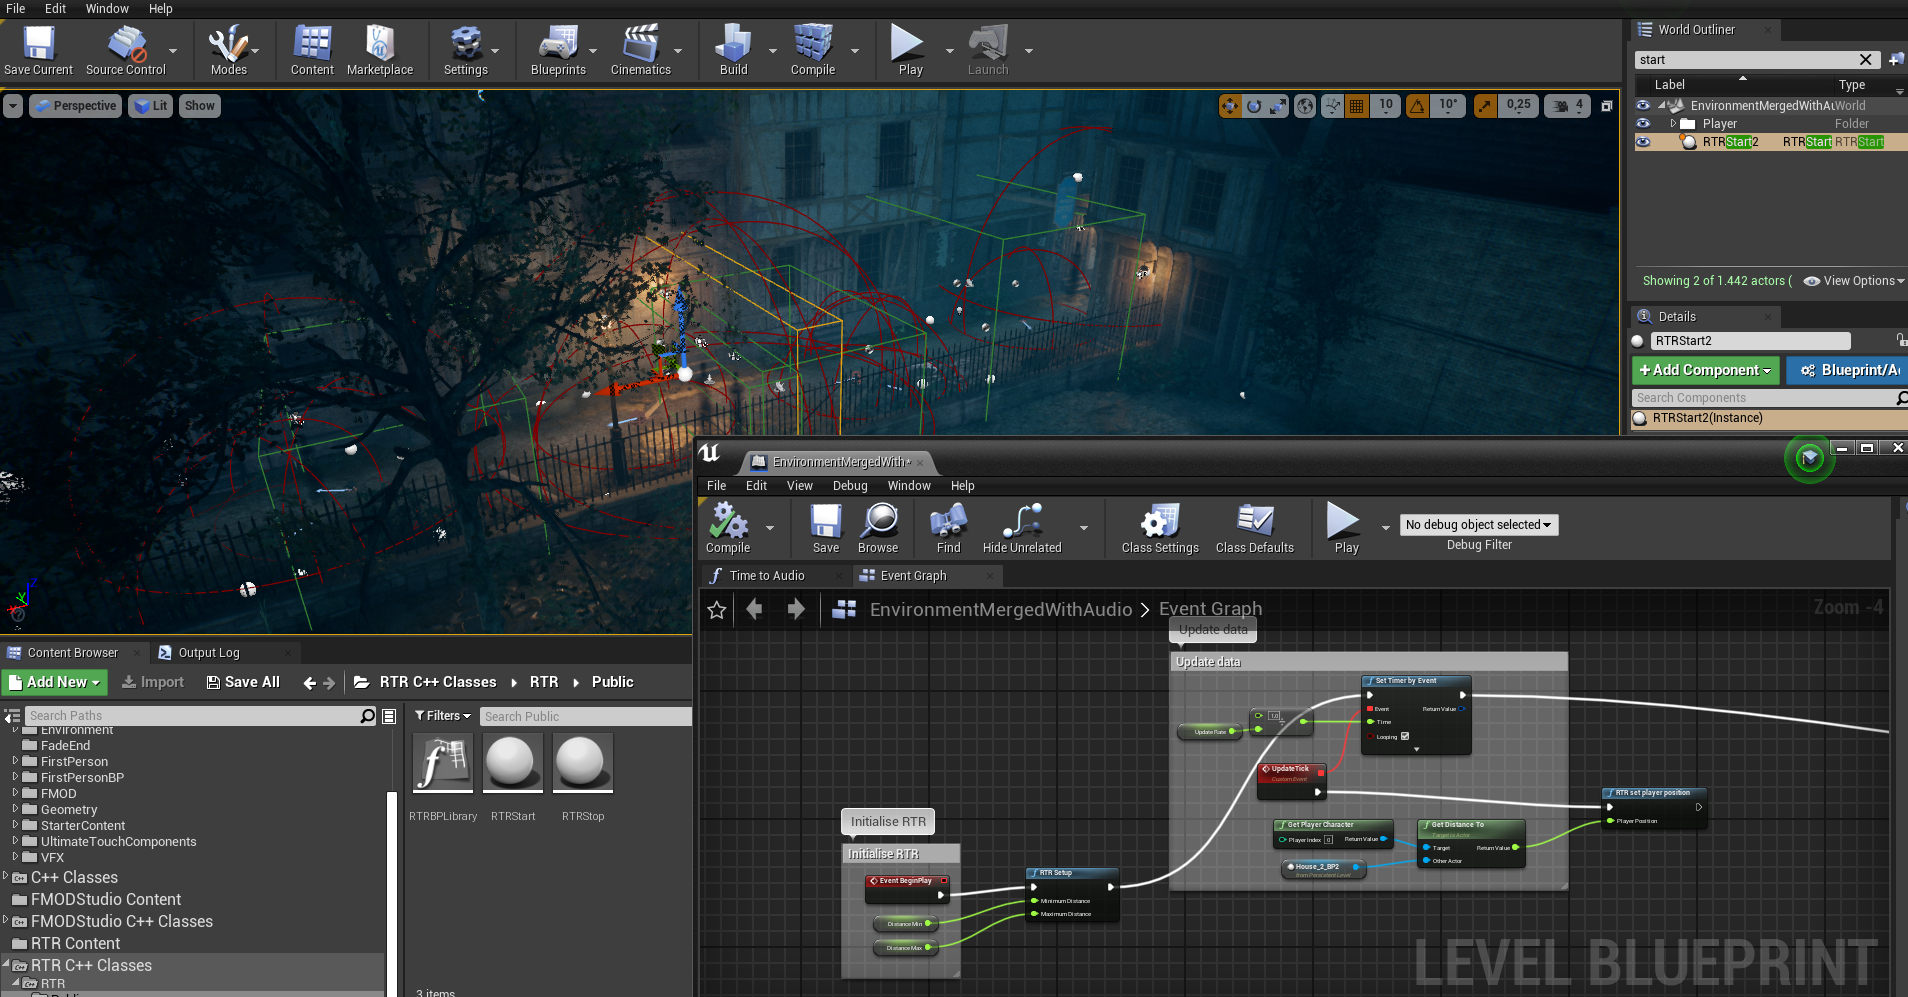 File Edit Window Help
Save Current Source Control Modes Content Marketplace Settings Blueprints Cinematics Build Compile Play Launch
Perspective Lit Show 10 10° 0,25 4
World Outliner
start
Label Type
EnvironmentMergedWithAu World
Player Folder
RTRStart2 RTRStart RTRStart
Showing 2 of 1.442 actors ( View Options
Details
RTRStart2
+Add Component Blueprint/A
Search Components
RTRStart2(Instance)
Z
Y
X
EnvironmentMergedWith*
File Edit View Debug Window Help
Compile Save Browse Find Hide Unrelated Class Settings Class Defaults Play
No debug object selected
Debug Filter
Time to Audio Event Graph
EnvironmentMergedWithAudio > Event Graph
Zoom -4
Update data
Update data
Set Timer by Event
Event Return Value
Time
Looping
Update Rate
1.0
UpdateTick
Custom Event
RTR set player position
Player Position
Get Player Character
Player Index 0 Return Value
Get Distance To
Target is Actor
Target Return Value
Other Actor
House_2_BP2
from Persistent Level
Initialise RTR
Initialise RTR
Event BeginPlay
Distance Min
Distance Max
RTR Setup
Minimum Distance
Maximum Distance
LEVEL BLUEPRINT
Content Browser Output Log
Add New Import Save All RTR C++ Classes RTR Public
Search Paths
Filters Search Public
Environment
FadeEnd
FirstPerson
FirstPersonBP
FMOD
Geometry
StarterContent
UltimateTouchComponents
VFX
C++ Classes
FMODStudio Content
FMODStudio C++ Classes
RTR Content
RTR C++ Classes
RTR
RTRBPLibrary RTRStart RTRStop
3 items